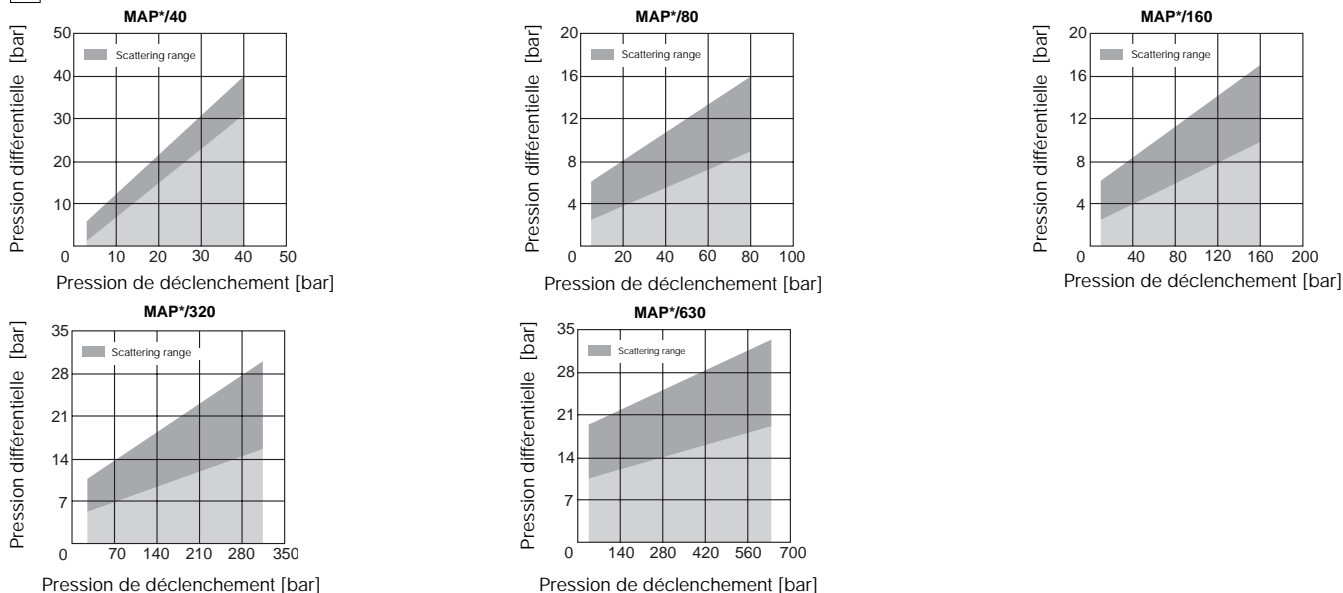 MAP*/40
Pression différentielle [bar]
50
40
30
20
10
0
Scattering range
10 20 30 40 50
Pression de déclenchement [bar]
MAP*/80
Pression différentielle [bar]
20
16
12
8
4
0
Scattering range
20 40 60 80 100
Pression de déclenchement [bar]
MAP*/160
Pression différentielle [bar]
20
16
12
8
4
0
Scattering range
40 80 120 160 200
Pression de déclenchement [bar]
MAP*/320
Pression différentielle [bar]
35
28
21
14
7
0
Scattering range
70 140 210 280 350
Pression de déclenchement [bar]
MAP*/630
Pression différentielle [bar]
35
28
21
14
7
0
Scattering range
140 280 420 560 700
Pression de déclenchement [bar]